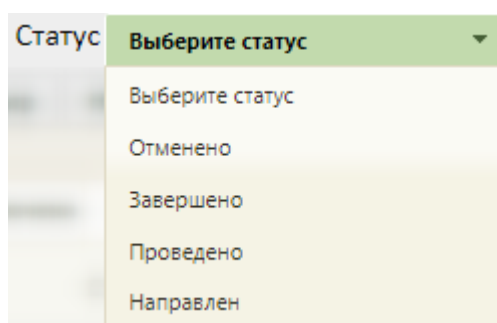 Статус Выберите статус
Выберите статус
Отменено
Завершено
Проведено
Направлен